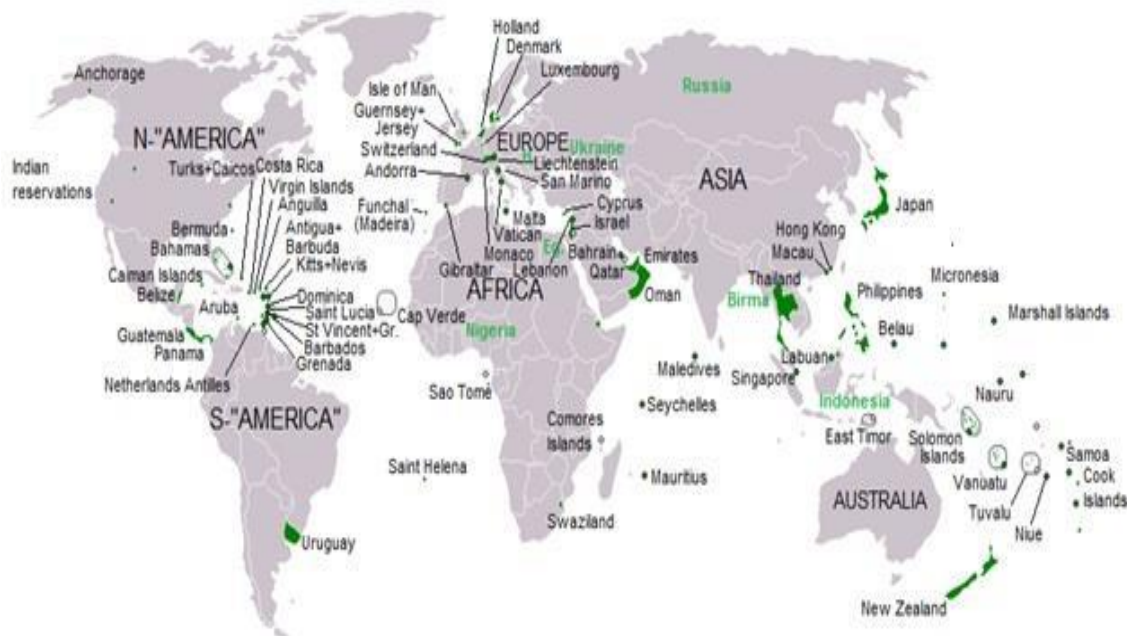 Holland
Denmark
Luxembourg
Anchorage
Isle of Man
Russia
Guernsey+
Jersey
N-"AMERICA"
EUROPE
Ukraine
Switzerland
Liechtenstein
Indian
reservations
Turks+Caicos
Costa Rica
Andorra
San Marino
ASIA
Virgin Islands
Anguilla
Funchal
(Madeira)
Cyprus
Japan
Malta
Israel
Antigua+
Barbuda
Bermuda
Bahamas
Vatican
Monaco
Eg.
Bahrain
Emirates
Hong Kong
Macau
Kitts+Nevis
Caiman Islands
Gibraltar
Lebanon
Qatar
Thailand
Micronesia
Belize
AFRICA
Oman
Birma
Philippines
Aruba
Dominica
Saint Lucia
Cap Verde
Marshall Islands
St Vincent+Gr.
Nigeria
Belau
Guatemala
Panama
Barbados
Grenada
Maledives
Labuan
Singapore
Netherlands Antilles
Sao Tome
Nauru
Seychelles
Indonesia
S-"AMERICA"
Comores
Islands
East Timor
Solomon
Islands
Samoa
Saint Helena
Mauritius
Vanuatu
Cook
Islands
AUSTRALIA
Tuvalu
Swaziland
Niue
Uruguay
New Zealand